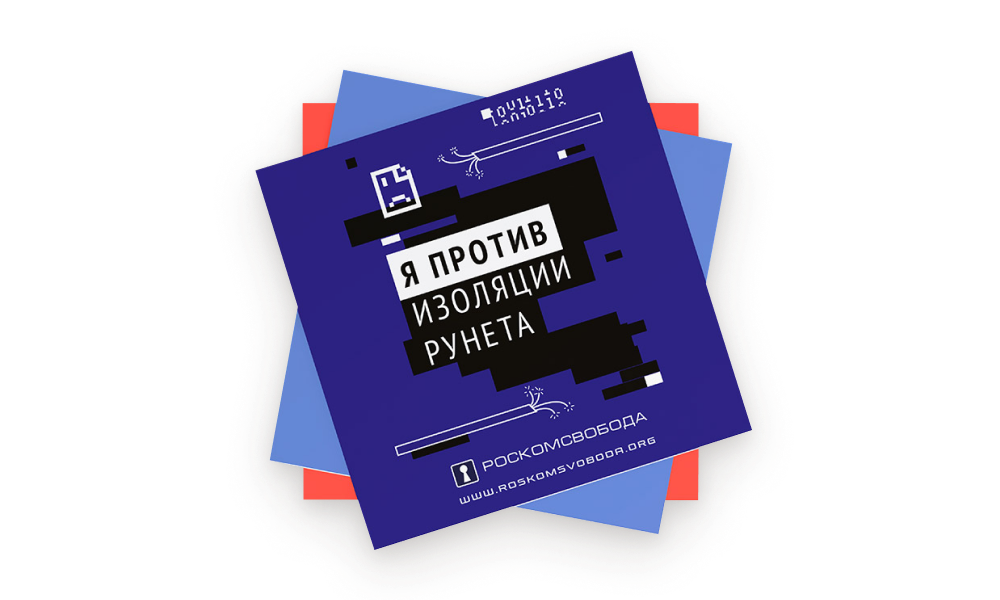 Я ПРОТИВ
ИЗОЛЯЦИИ
РУНЕТА
РОСКОМСВОБОДА
WWW.ROSKOMSVOBODA.ORG